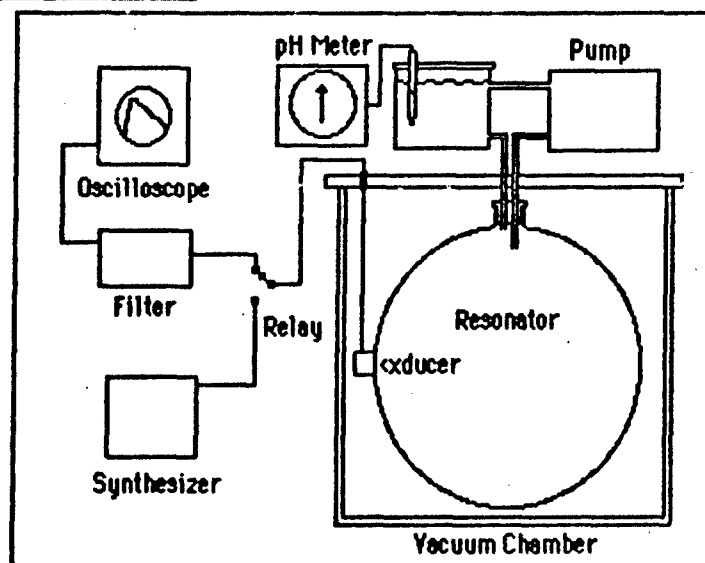 pH Meter
Pump
Oscilloscope
Filter
Relay
Resonator
<xducer
Synthesizer
Vacuum Chamber